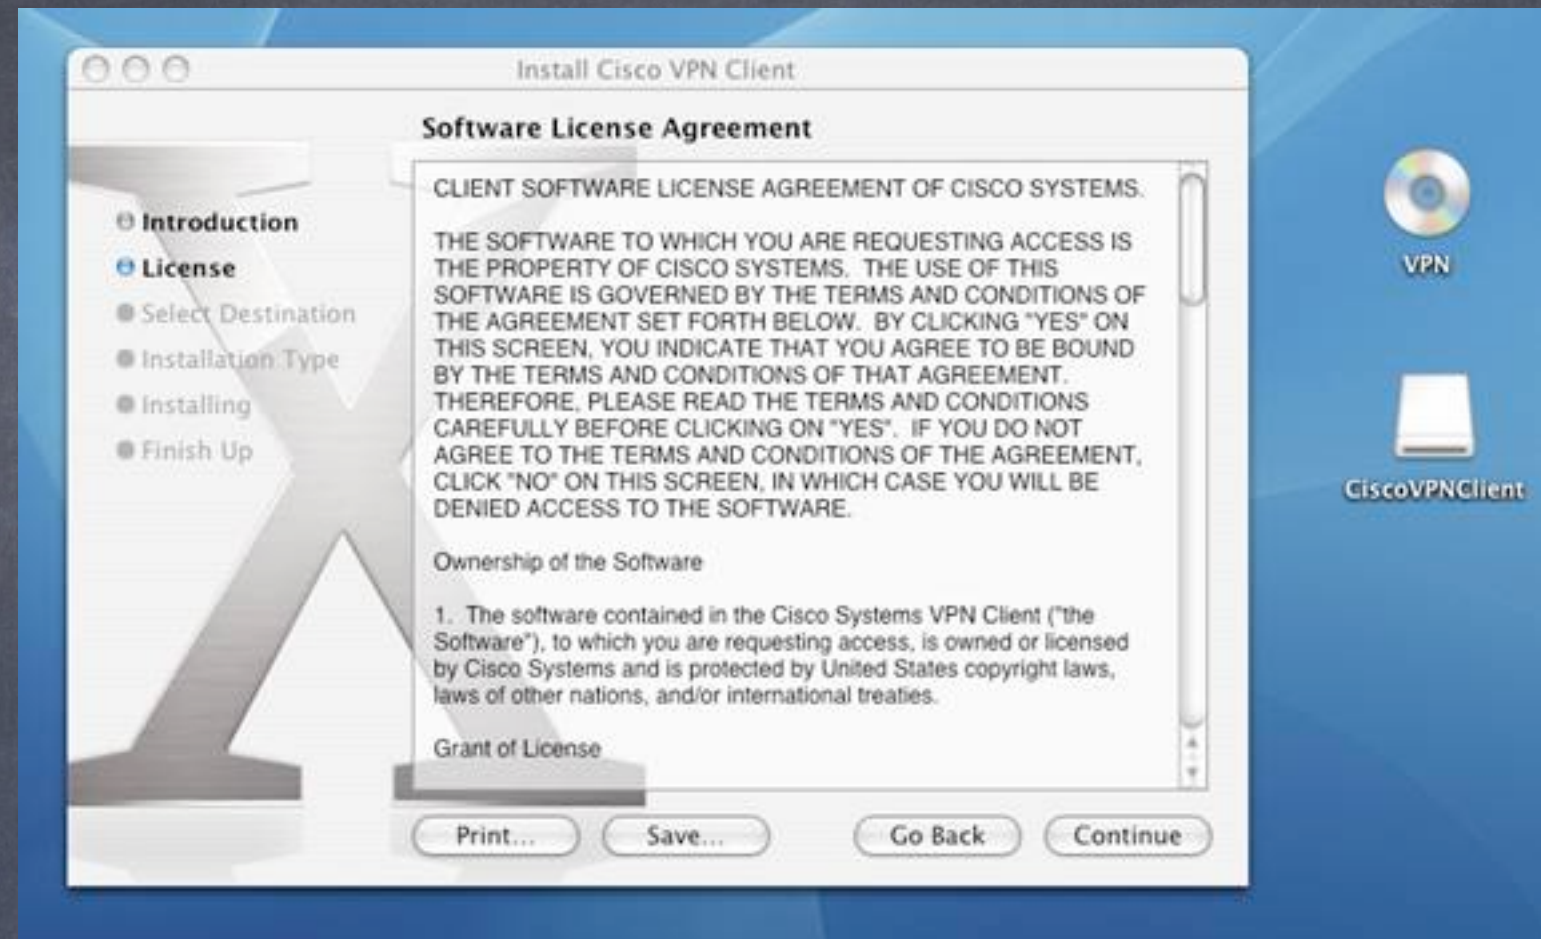 Install Cisco VPN Client
Software License Agreement
Introduction
License
Select Destination
Installation Type
Installing
Finish Up
CLIENT SOFTWARE LICENSE AGREEMENT OF CISCO SYSTEMS.
THE SOFTWARE TO WHICH YOU ARE REQUESTING ACCESS IS
THE PROPERTY OF CISCO SYSTEMS.  THE USE OF THIS
SOFTWARE IS GOVERNED BY THE TERMS AND CONDITIONS OF
THE AGREEMENT SET FORTH BELOW.  BY CLICKING "YES" ON
THIS SCREEN, YOU INDICATE THAT YOU AGREE TO BE BOUND
BY THE TERMS AND CONDITIONS OF THAT AGREEMENT.
THEREFORE, PLEASE READ THE TERMS AND CONDITIONS
CAREFULLY BEFORE CLICKING ON "YES".  IF YOU DO NOT
AGREE TO THE TERMS AND CONDITIONS OF THE AGREEMENT,
CLICK "NO" ON THIS SCREEN, IN WHICH CASE YOU WILL BE
DENIED ACCESS TO THE SOFTWARE.
Ownership of the Software
1.  The software contained in the Cisco Systems VPN Client ("the
Software"), to which you are requesting access, is owned or licensed
by Cisco Systems and is protected by United States copyright laws,
laws of other nations, and/or international treaties.
Grant of License
Print...
Save...
Go Back
Continue
VPN
CiscoVPNClient